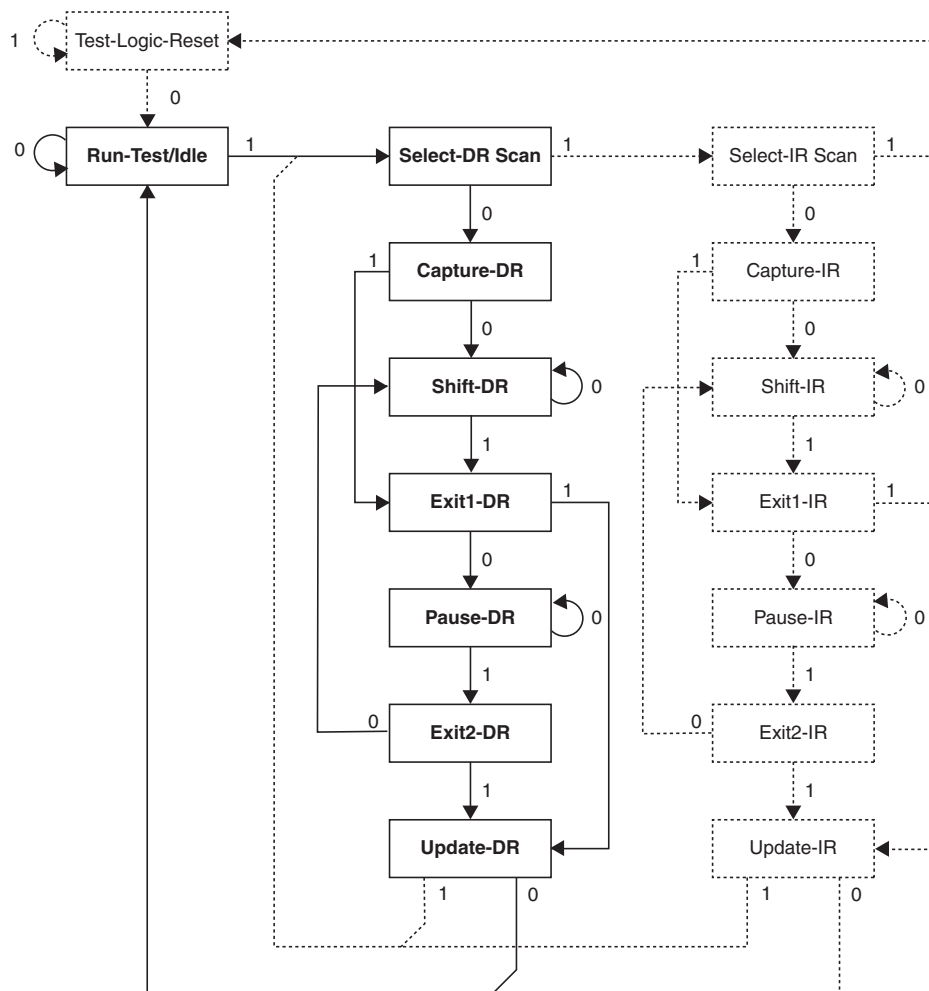 Test-Logic-Reset
1
0
Run-Test/Idle
0
1
Select-DR Scan
1
Select-IR Scan
1
0
0
Capture-DR
1
Capture-IR
1
0
0
Shift-DR
0
Shift-IR
0
1
1
Exit1-DR
1
Exit1-IR
1
0
0
Pause-DR
0
Pause-IR
0
1
1
Exit2-DR
0
Exit2-IR
0
1
1
Update-DR
Update-IR
1
0
1
0